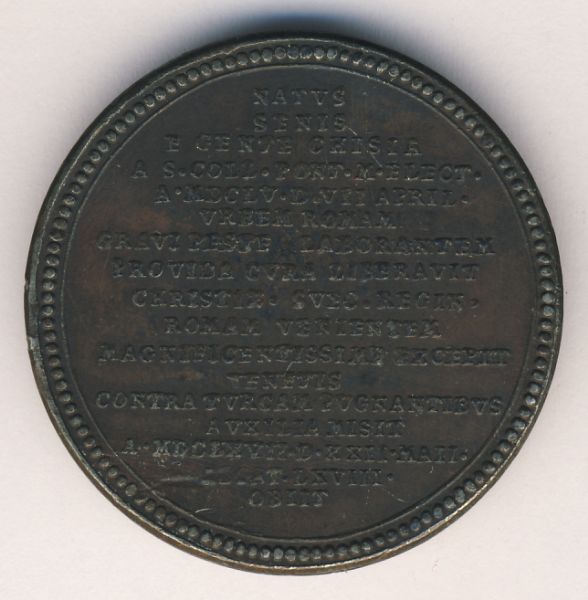 NATVS
SENIS
E GENTE CHISIA
A S·COLL·PONT·M·ELECT·
A·MDCLV·D·VII APRIL·
VRBEM ROMAM
GRAVI PESTE LABORANTEM
PROVIDA CVRA LIBERAVIT
CHRISTIN·SVEC·REGIN·
ROMAM VENIENTEM
MAGNIFICENTISSIME EXCEPIT
VENETIS
CONTRA TVRCAM PVGNANTIBVS
AVXILIA MISIT
A·MDCLXVII·D·XXII·MAII·
AETAT·LXVIII·
OBIIT